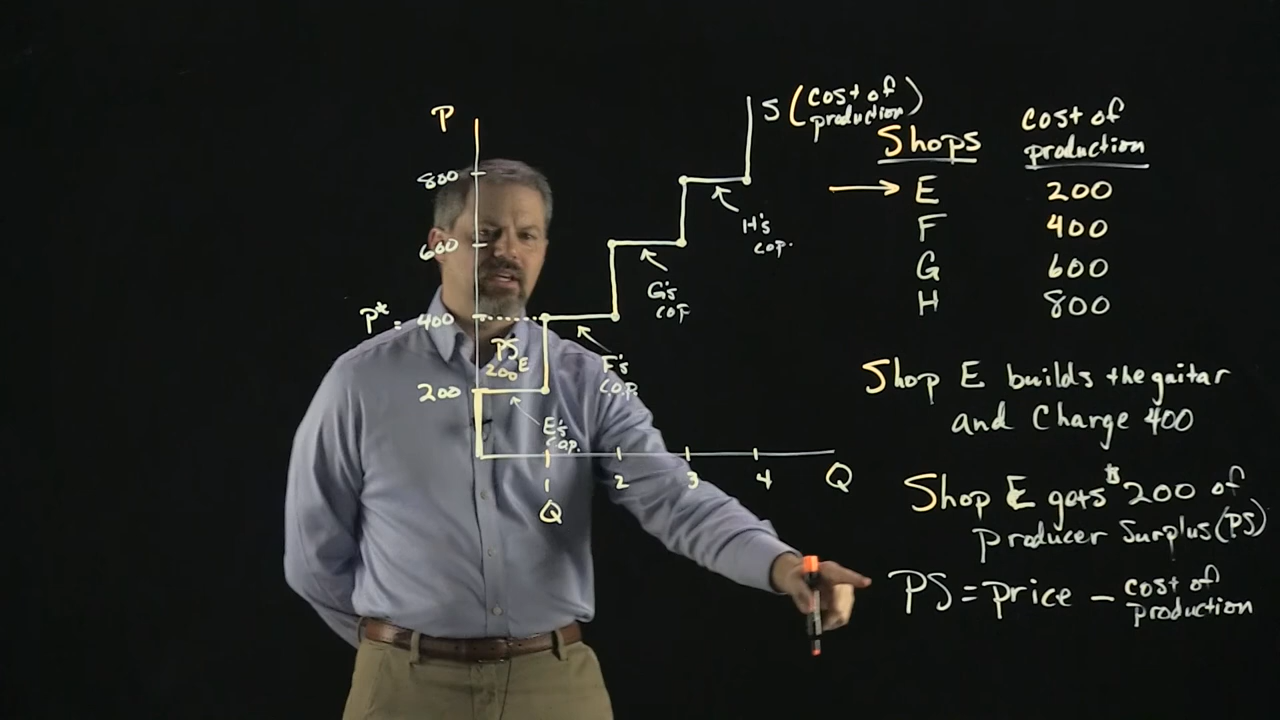 P
800
600
P* = 400
200
PS E
200
E's
cop.
F's
c.o.p.
G's
cop
H's
cop.
1
2
3
4
Q
Q
S (cost of
production)
Shops
cost of
production
E 200
F 400
G 600
H 800
Shop E builds the guitar
and Charge 400
Shop E gets $200 of
producer surplus (PS)
PS = price - cost of
production